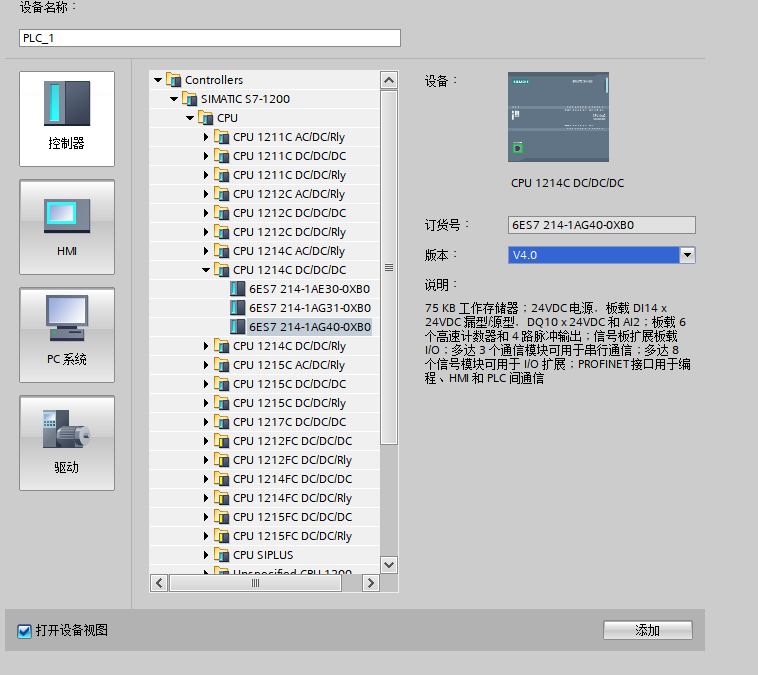 设备名称：
PLC_1
控制器
HMI
PC 系统
驱动
Controllers
SIMATIC S7-1200
CPU
CPU 1211C AC/DC/Rly
CPU 1211C DC/DC/DC
CPU 1211C DC/DC/Rly
CPU 1212C AC/DC/Rly
CPU 1212C DC/DC/DC
CPU 1212C DC/DC/Rly
CPU 1214C AC/DC/Rly
CPU 1214C DC/DC/DC
6ES7 214-1AE30-0XB0
6ES7 214-1AG31-0XB0
6ES7 214-1AG40-0XB0
CPU 1214C DC/DC/Rly
CPU 1215C AC/DC/Rly
CPU 1215C DC/DC/DC
CPU 1215C DC/DC/Rly
CPU 1217C DC/DC/DC
CPU 1212FC DC/DC/DC
CPU 1212FC DC/DC/Rly
CPU 1214FC DC/DC/DC
CPU 1214FC DC/DC/Rly
CPU 1215FC DC/DC/DC
CPU 1215FC DC/DC/Rly
CPU SIPLUS
Unspecified CPU 1200
设备：
CPU 1214C DC/DC/DC
订货号：
6ES7 214-1AG40-0XB0
版本：
V4.0
说明：
75 KB 工作存储器；24VDC 电源，板载 DI14 x
24VDC 漏型/源型，DQ10 x 24VDC 和 AI2；板载 6
个高速计数器和 4 路脉冲输出；信号板扩展板载
I/O；多达 3 个通信模块可用于串行通信；多达 8
个信号模块可用于 I/O 扩展；PROFINET 接口用于编
程、HMI 和 PLC 间通信
打开设备视图
添加